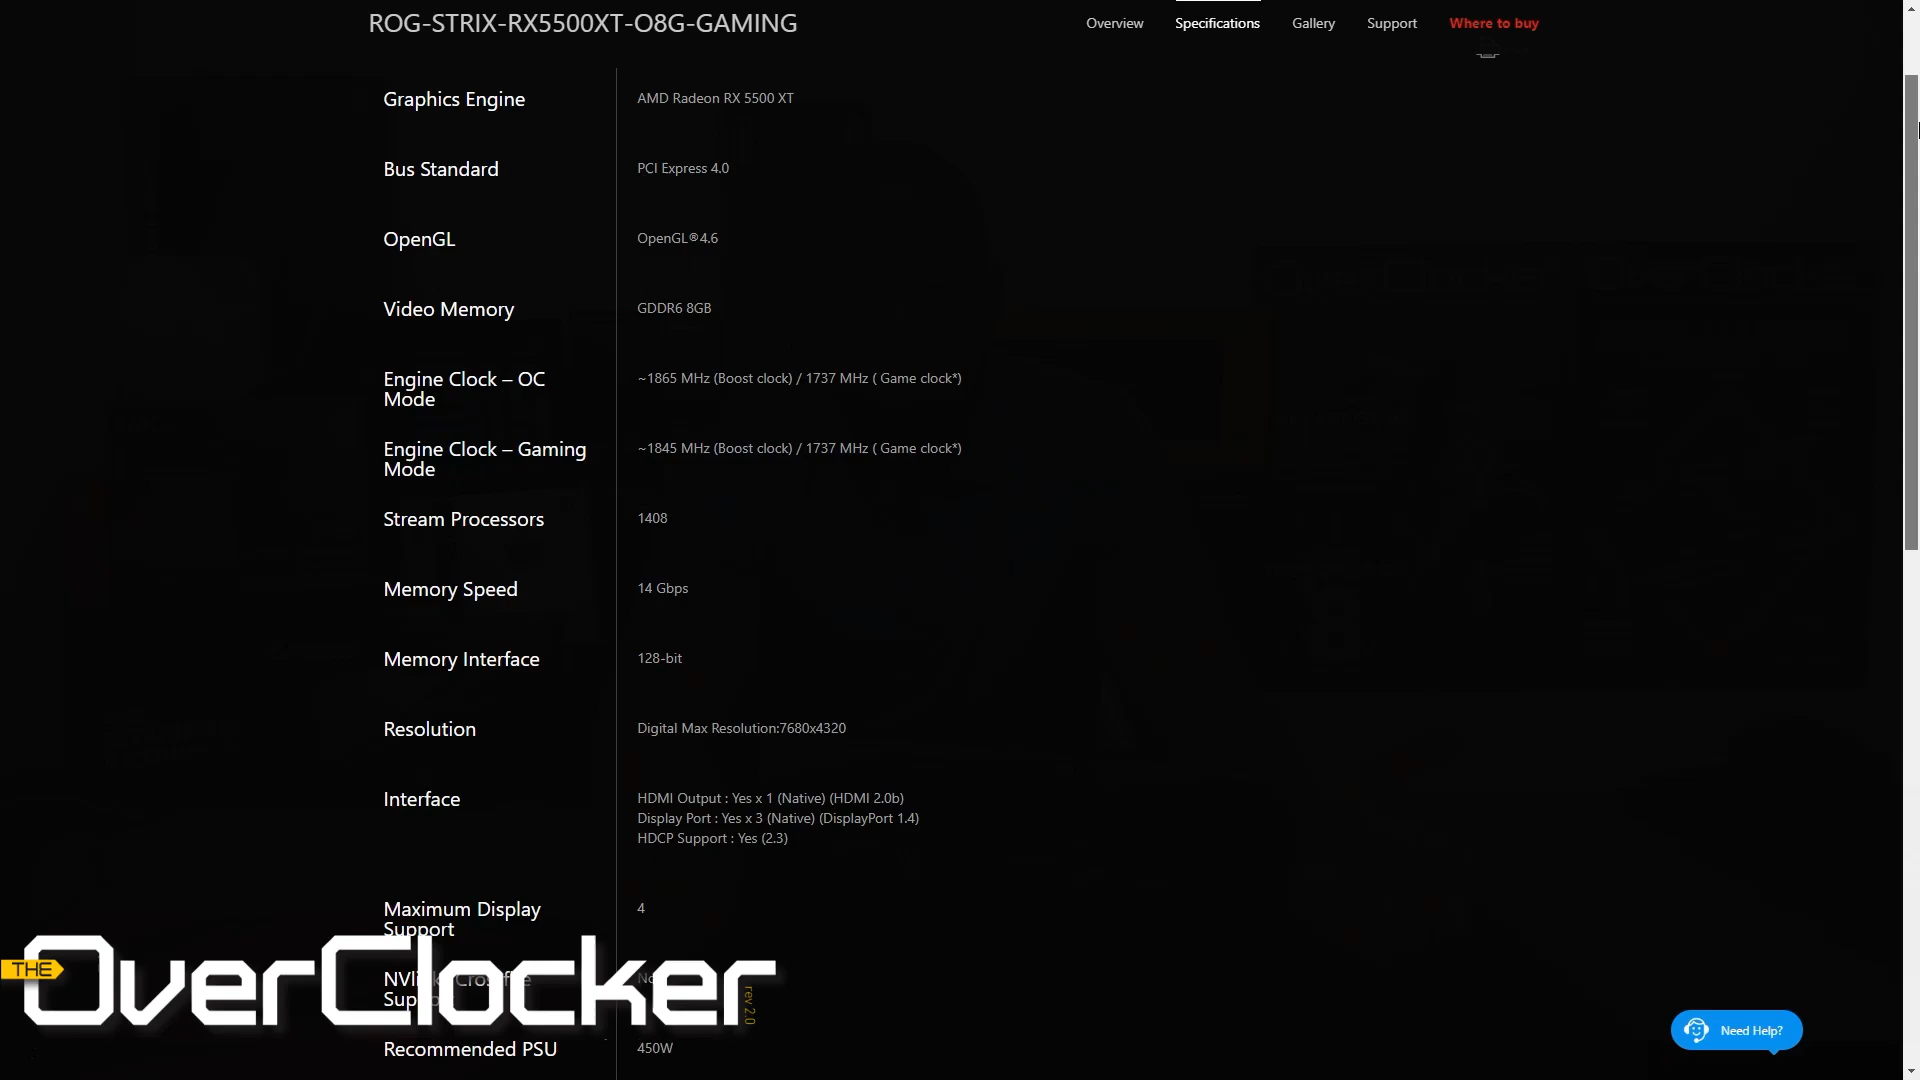 ROG-STRIX-RX5500XT-O8G-GAMING
Overview Specifications Gallery Support Where to buy
Graphics Engine AMD Radeon RX 5500 XT
Bus Standard PCI Express 4.0
OpenGL OpenGL®4.6
Video Memory GDDR6 8GB
Engine Clock – OC ~1865 MHz (Boost clock) / 1737 MHz ( Game clock*)
Mode
Engine Clock – Gaming ~1845 MHz (Boost clock) / 1737 MHz ( Game clock*)
Mode
Stream Processors 1408
Memory Speed 14 Gbps
Memory Interface 128-bit
Resolution Digital Max Resolution:7680x4320
Interface HDMI Output : Yes x 1 (Native) (HDMI 2.0b)
Display Port : Yes x 3 (Native) (DisplayPort 1.4)
HDCP Support : Yes (2.3)
Maximum Display 4
Support
THE OverClocker rev 2.0
Recommended PSU 450W
Need Help?